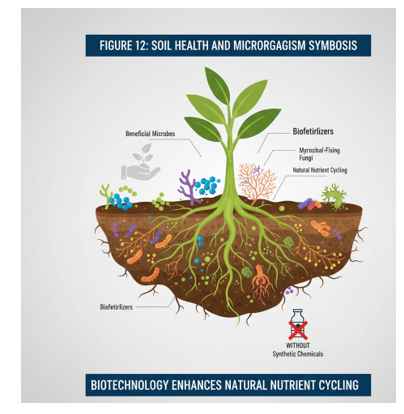 FIGURE 12: SOIL HEALTH AND MICRORGAGISM SYMBOSIS
Beneficial Microbes
Biofetirlizers
Myrochal-Fixing
Fungi
Natural Nutrient Cycling
Biofetirlizers
WITHOUT
Synthetic Chemicals
BIOTECHNOLOGY ENHANCES NATURAL NUTRIENT CYCLING